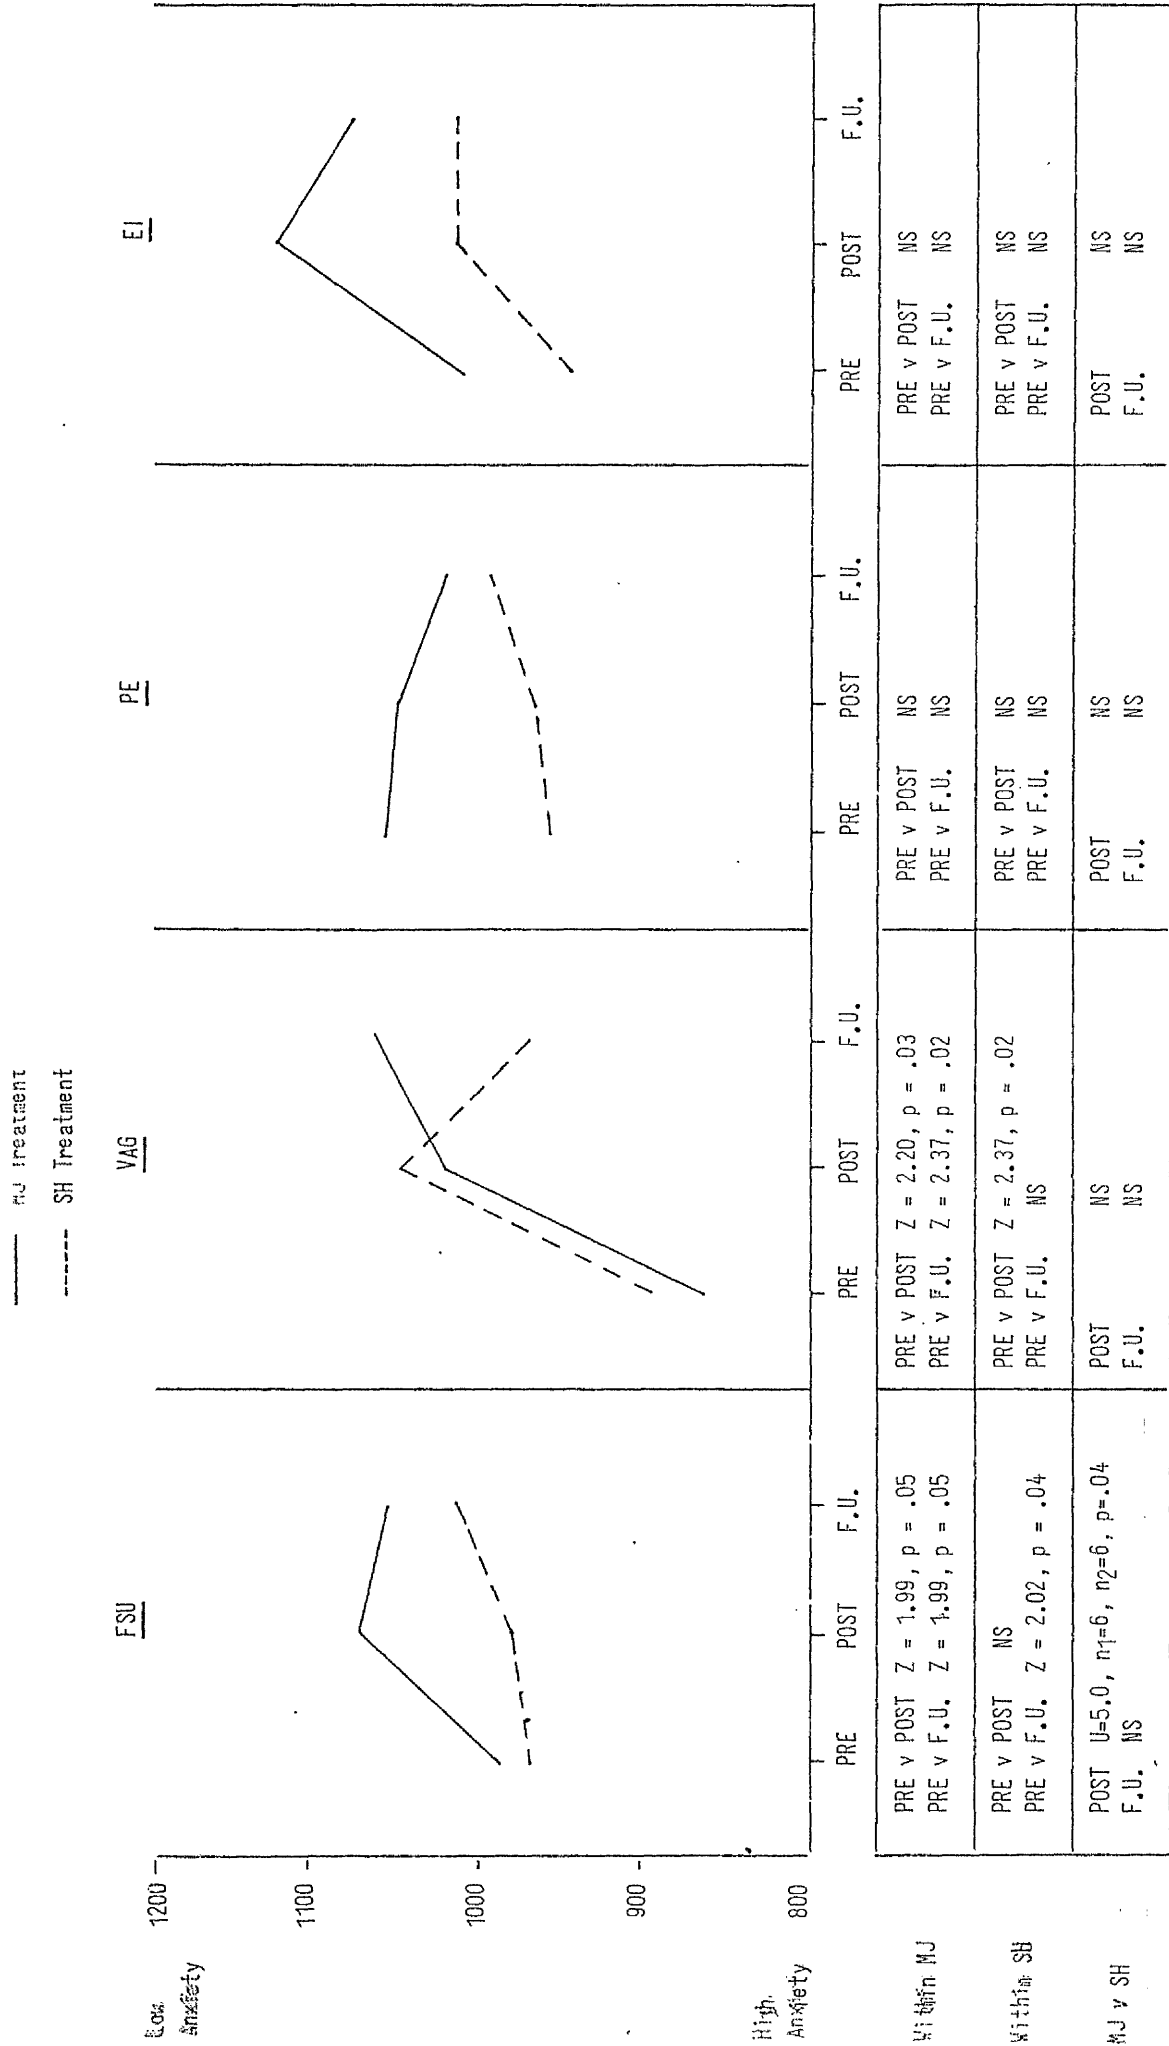 MJ Treatment
SH Treatment
FSU VAG PE EI
Low Anxiety
1200
1100
1000
900
800
High Anxiety
PRE POST F.U. PRE POST F.U. PRE POST F.U. PRE POST F.U.
Within MJ
PRE v POST Z = 1.99, p = .05 PRE v POST Z = 2.20, p = .03 PRE v POST NS PRE v POST NS
PRE v F.U. Z = 1.99, p = .05 PRE v F.U. Z = 2.37, p = .02 PRE v F.U. NS PRE v F.U. NS
Within SH
PRE v POST NS PRE v POST Z = 2.37, p = .02 PRE v POST NS PRE v POST NS
PRE v F.U. Z = 2.02, p = .04 PRE v F.U. NS PRE v F.U. NS PRE v F.U. NS
MJ v SH
POST U=5.0, n1=6, n2=6, p=.04 POST NS POST NS POST NS
F.U. NS F.U. NS F.U. NS F.U. NS